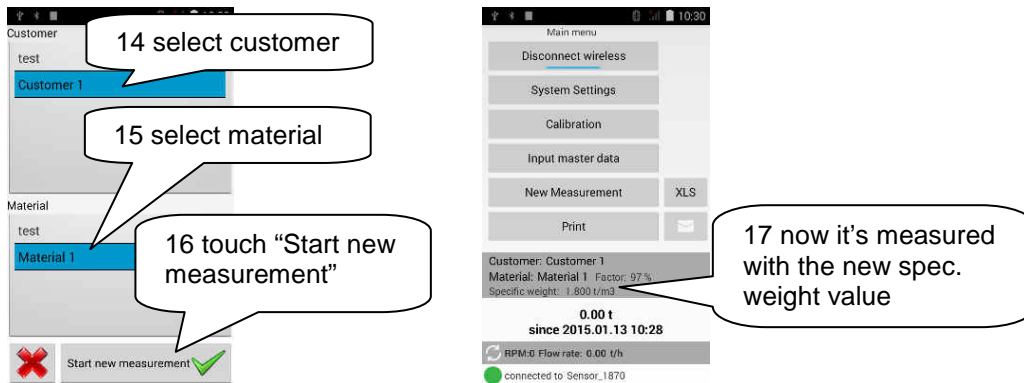 Customer
14 select customer
test
Customer 1
15 select material
Material
test
Material 1
16 touch “Start new
measurement”
Start new measurement
10:30
Main menu
Disconnect wireless
System Settings
Calibration
Input master data
New Measurement XLS
Print
Customer: Customer 1
Material: Material 1 Factor: 97 %
Specific weight: 1.800 t/m3
17 now it’s measured
with the new spec.
weight value
0.00 t
since 2015.01.13 10:28
RPM:0 Flow rate: 0.00 t/h
connected to Sensor_1870